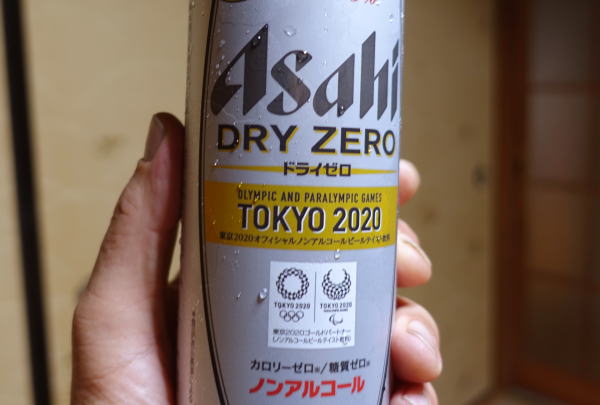 Asahi
DRY ZERO
ドライゼロ
OLYMPIC AND PARALYMPIC GAMES
TOKYO 2020
東京2020オフィシャルノンアルコールビールテイスト飲料
TOKYO 2020 TOKYO 2020
PARALYMPIC GAMES
東京2020ゴールドパートナー
(ノンアルコールビールテイスト飲料)
カロリーゼロ※/糖質ゼロ※
ノンアルコール